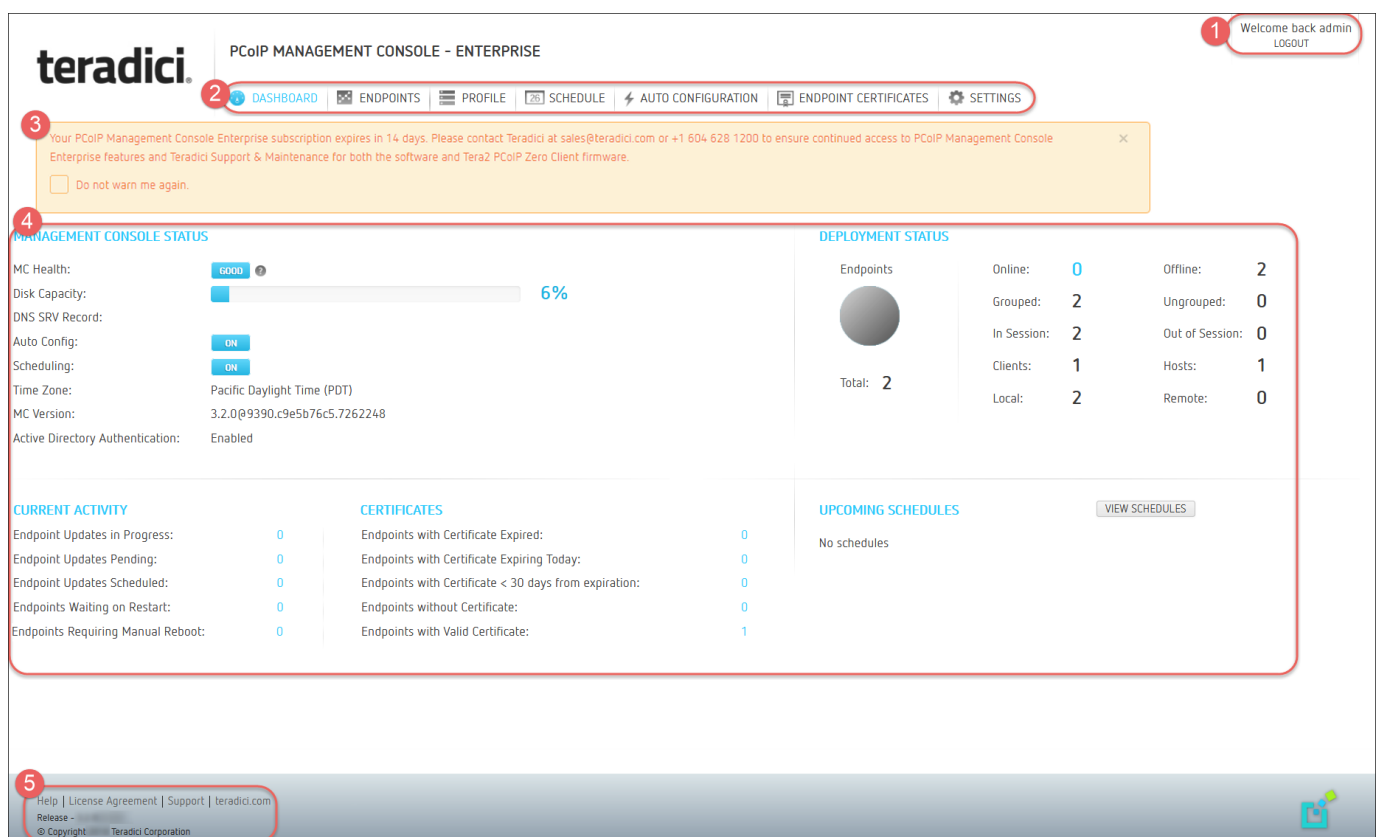 1
Welcome back admin
LOGOUT
teradici®
PCoIP MANAGEMENT CONSOLE - ENTERPRISE
2
DASHBOARD ENDPOINTS PROFILE 26 SCHEDULE AUTO CONFIGURATION ENDPOINT CERTIFICATES SETTINGS
3
Your PCoIP Management Console Enterprise subscription expires in 14 days. Please contact Teradici at sales@teradici.com or +1 604 628 1200 to ensure continued access to PCoIP Management Console ×
Enterprise features and Teradici Support & Maintenance for both the software and Tera2 PCoIP Zero Client firmware.
Do not warn me again.
4
MANAGEMENT CONSOLE STATUS
MC Health: GOOD ?
Disk Capacity: 6%
DNS SRV Record:
Auto Config: ON
Scheduling: ON
Time Zone: Pacific Daylight Time (PDT)
MC Version: 3.2.0@9390.c9e5b76c5.7262248
Active Directory Authentication: Enabled
DEPLOYMENT STATUS
Endpoints
Total: 2
Online: 0 Offline: 2
Grouped: 2 Ungrouped: 0
In Session: 2 Out of Session: 0
Clients: 1 Hosts: 1
Local: 2 Remote: 0
CURRENT ACTIVITY
Endpoint Updates in Progress: 0
Endpoint Updates Pending: 0
Endpoint Updates Scheduled: 0
Endpoints Waiting on Restart: 0
Endpoints Requiring Manual Reboot: 0
CERTIFICATES
Endpoints with Certificate Expired: 0
Endpoints with Certificate Expiring Today: 0
Endpoints with Certificate < 30 days from expiration: 0
Endpoints without Certificate: 0
Endpoints with Valid Certificate: 1
UPCOMING SCHEDULES VIEW SCHEDULES
No schedules
5
Help | License Agreement | Support | teradici.com
Release -
© Copyright Teradici Corporation